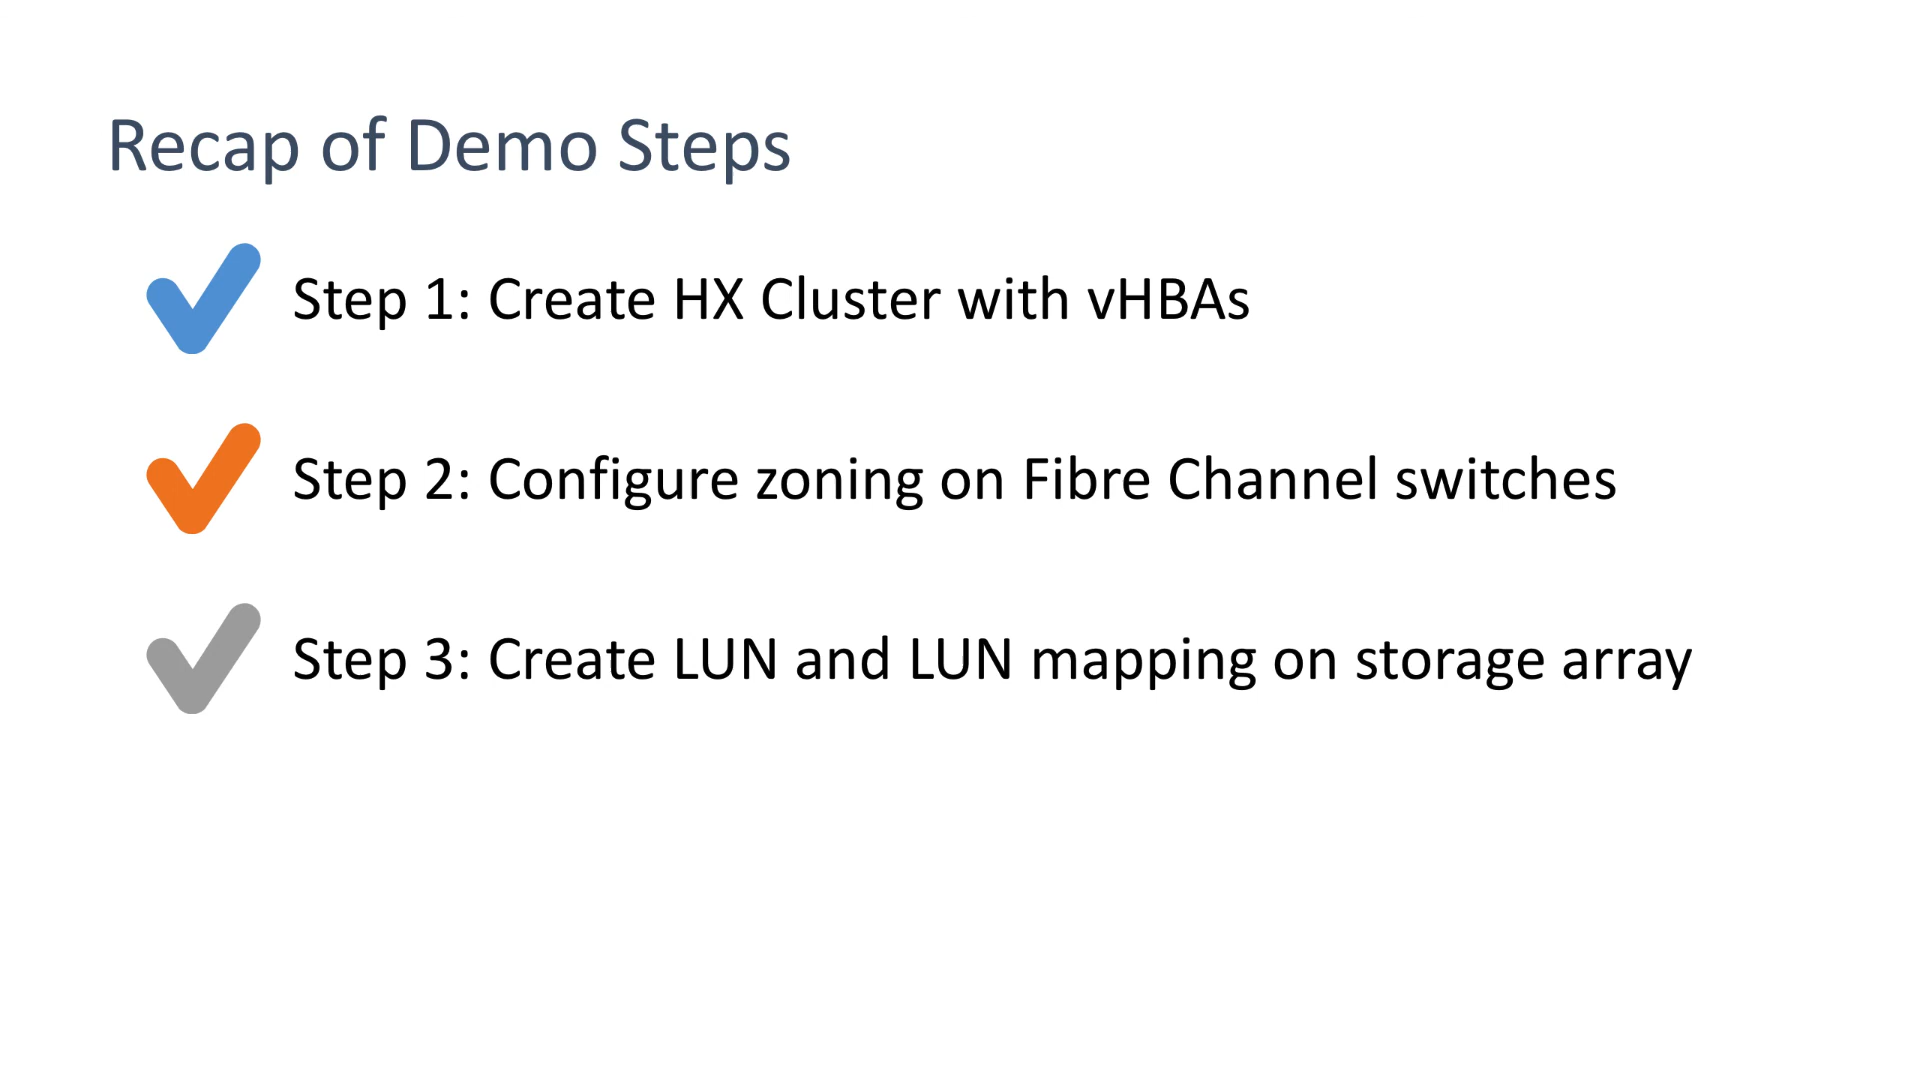 Recap of Demo Steps
Step 1: Create HX Cluster with vHBAs
Step 2: Configure zoning on Fibre Channel switches
Step 3: Create LUN and LUN mapping on storage array